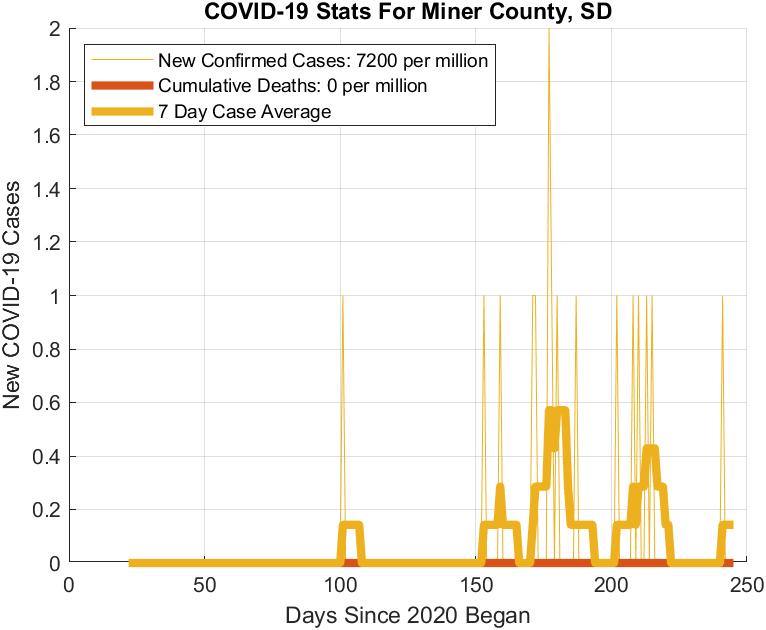 COVID-19 Stats For Miner County, SD
New Confirmed Cases: 7200 per million
Cumulative Deaths: 0 per million
7 Day Case Average
New COVID-19 Cases
2
1.8
1.6
1.4
1.2
1
0.8
0.6
0.4
0.2
0
0 50 100 150 200 250
Days Since 2020 Began